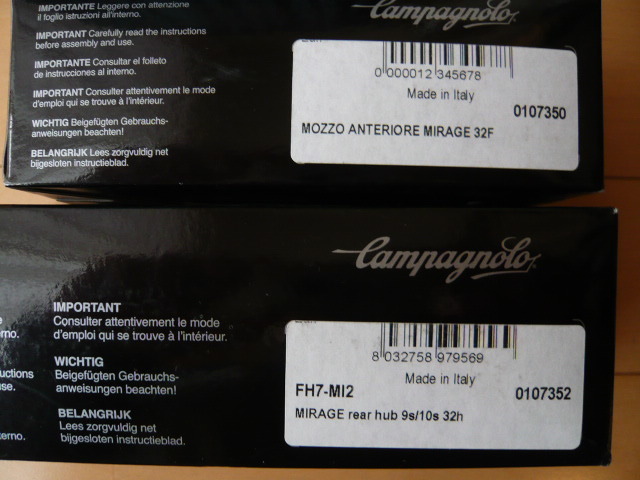 IMPORTANTE Leggere con attenzione
il foglio istruzioni all'interno.
IMPORTANT Carefully read the instructions
before assembly and use.
IMPORTANTE Consultar el folleto
de instrucciones al interno.
IMPORTANT Consulter attentivement le mode
d'emploi qui se trouve à l'intérieur.
WICHTIG Beigefügten Gebrauchs-
anweisungen beachten!
BELANGRIJK Lees zorgvuldig net
bijgesloten instructieblad.
Campagnolo
0 000012 345678
Made in Italy
0107350
MOZZO ANTERIORE MIRAGE 32F
Campagnolo
IMPORTANT
Consulter attentivement le mode
d'emploi qui se trouve à l'intérieur.
WICHTIG
Beigefügten Gebrauchs-
anweisungen beachten!
BELANGRIJK
Lees zorgvuldig net
bijgesloten instructieblad.
8 032758 979569
Made in Italy
FH7-MI2
0107352
MIRAGE rear hub 9s/10s 32h